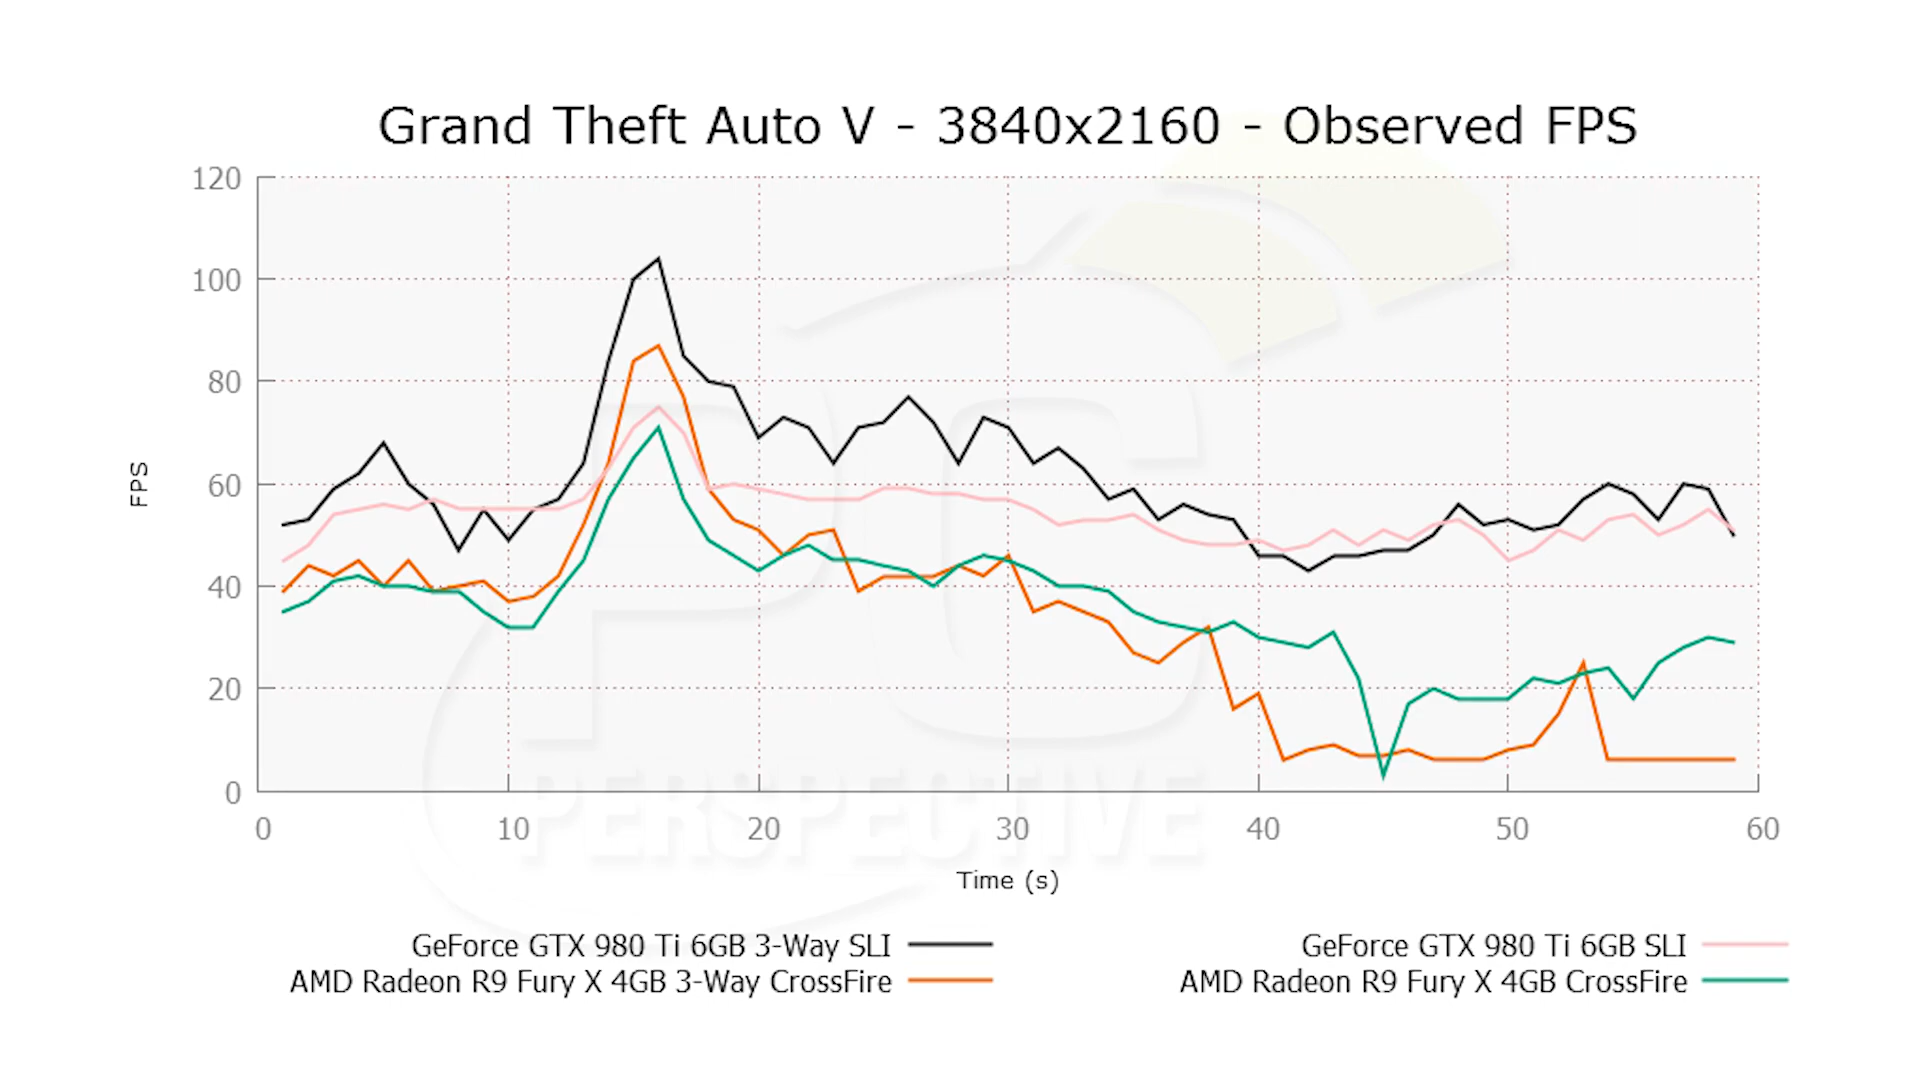 Grand Theft Auto V - 3840x2160 - Observed FPS
120
100
80
60
40
20
0
FPS
0 10 20 30 40 50 60
Time (s)
PC
PERSPECTIVE
GeForce GTX 980 Ti 6GB 3-Way SLI
GeForce GTX 980 Ti 6GB SLI
AMD Radeon R9 Fury X 4GB 3-Way CrossFire
AMD Radeon R9 Fury X 4GB CrossFire